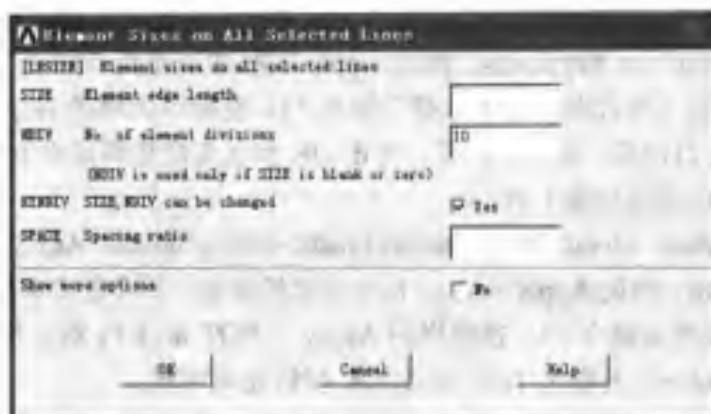 Element Sizes on All Selected Lines
[LESIZE] Element sizes on all selected lines
SIZE Element edge length
NDIV No. of element divisions
10
(NDIV is used only if SIZE is blank or zero)
KYNDIV SIZE,NDIV can be changed
Yes
SPACE Spacing ratio
Show more options
No
OK Cancel Help